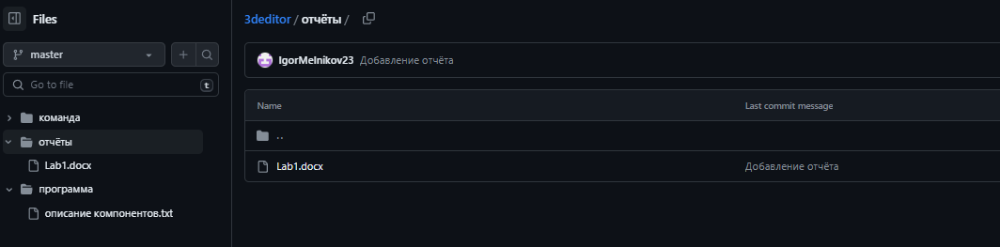 Files
master
Go to file
t
команда
отчёты
Lab1.docx
программа
описание компонентов.txt
3deditor / отчёты /
IgorMelnikov23 Добавление отчёта
Name Last commit message
..
Lab1.docx Добавление отчёта